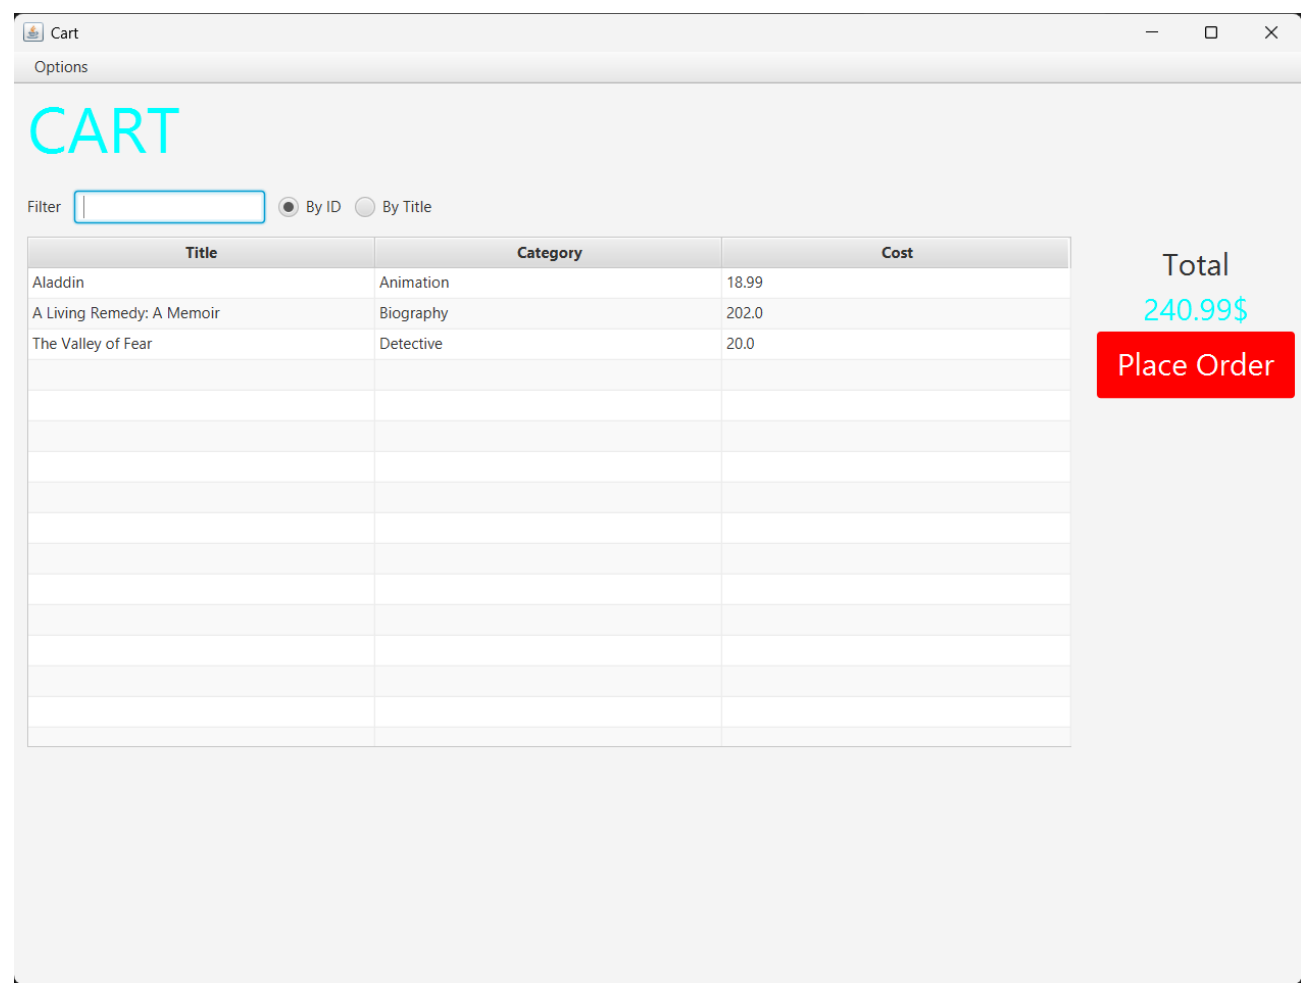 Cart
Options
CART
Filter By ID By Title
Title Category Cost
Aladdin Animation 18.99
A Living Remedy: A Memoir Biography 202.0
The Valley of Fear Detective 20.0
Total
240.99$
Place Order